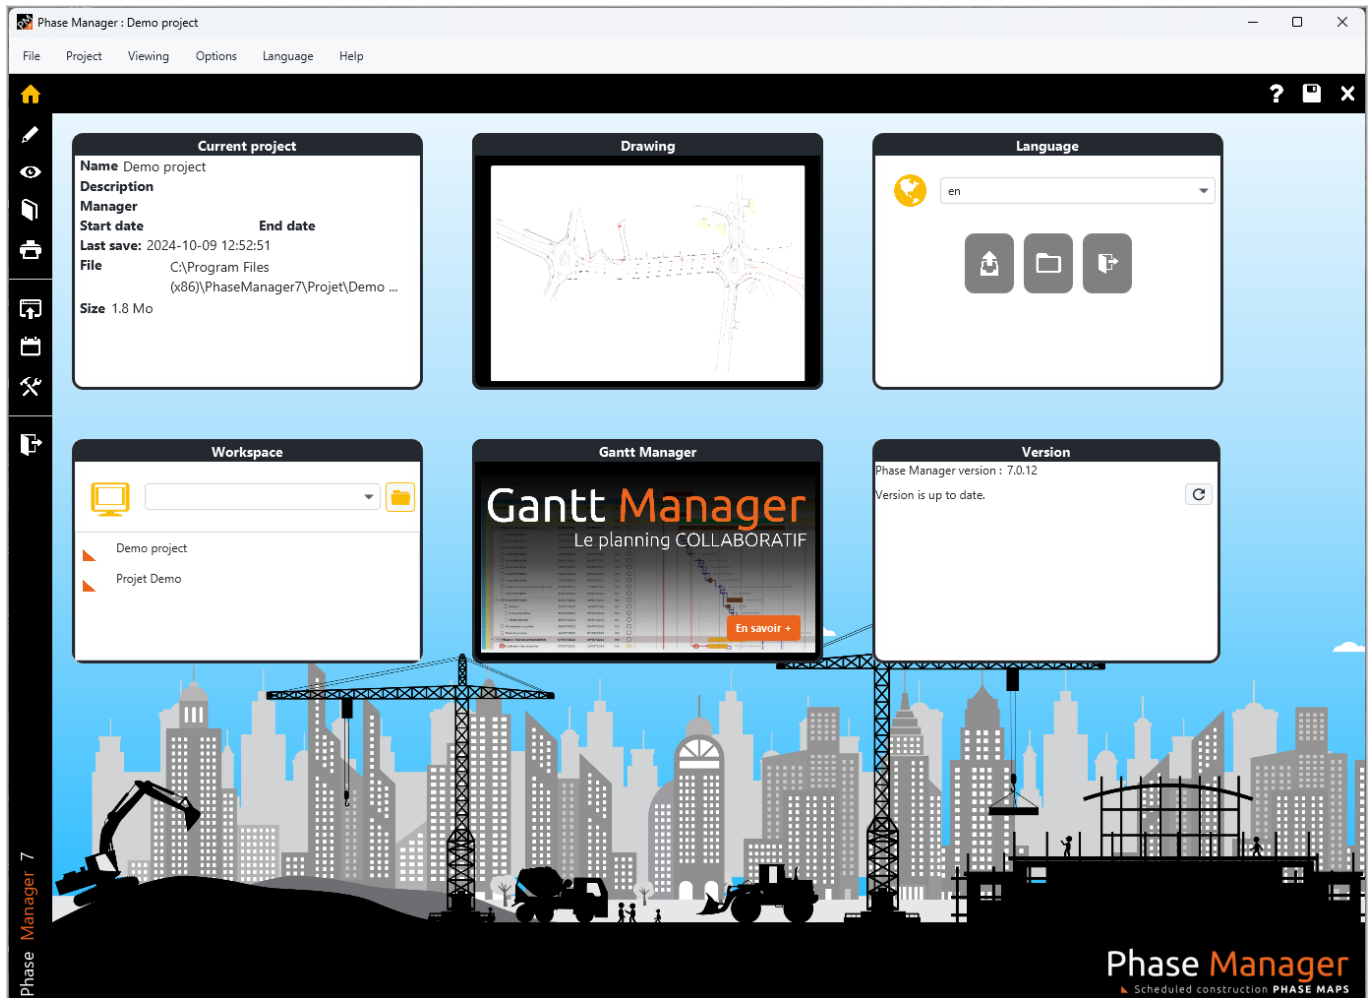 Phase Manager : Demo project
File Project Viewing Options Language Help
Current project
Name Demo project
Description
Manager
Start date End date
Last save: 2024-10-09 12:52:51
File C:\Program Files
(x86)\PhaseManager7\Projet\Demo ...
Size 1.8 Mo
Drawing
Language
en
Workspace
Demo project
Projet Demo
Gantt Manager
Gantt Manager
Le planning COLLABORATIF
En savoir +
Version
Phase Manager version : 7.0.12
Version is up to date.
Phase Manager 7
Phase Manager
Scheduled construction PHASE MAPS